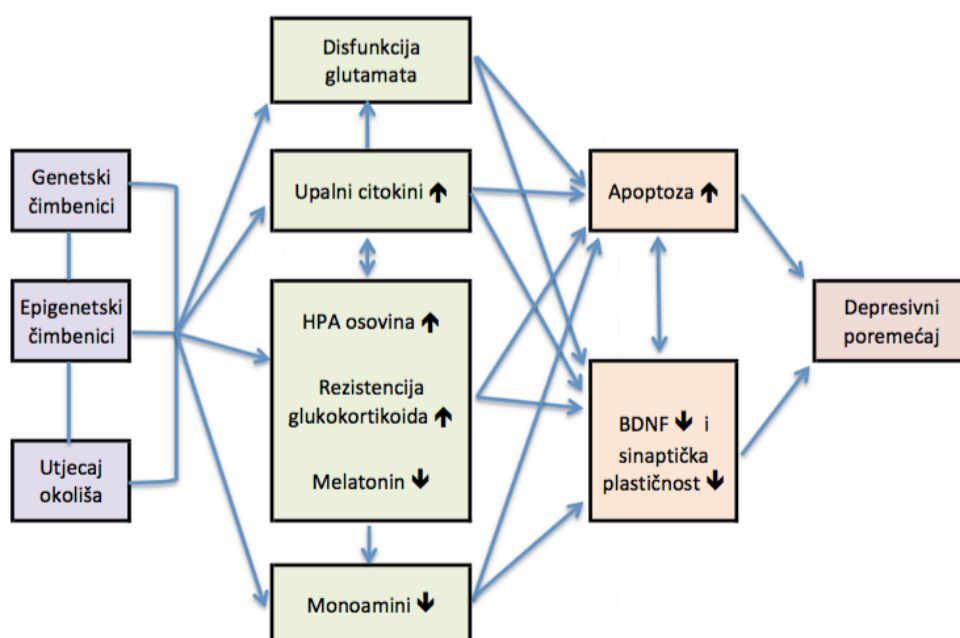 Disfunkcija
glutamata
Genetski
čimbenici
Upalni citokini ↑
Apoptoza ↑
Epigenetski
čimbenici
HPA osovina ↑
Rezistencija
glukokortikoida ↑
Melatonin ↓
Depresivni
poremećaj
BDNF ↓ i
sinaptička
plastičnost ↓
Utjecaj
okoliša
Monoamini ↓